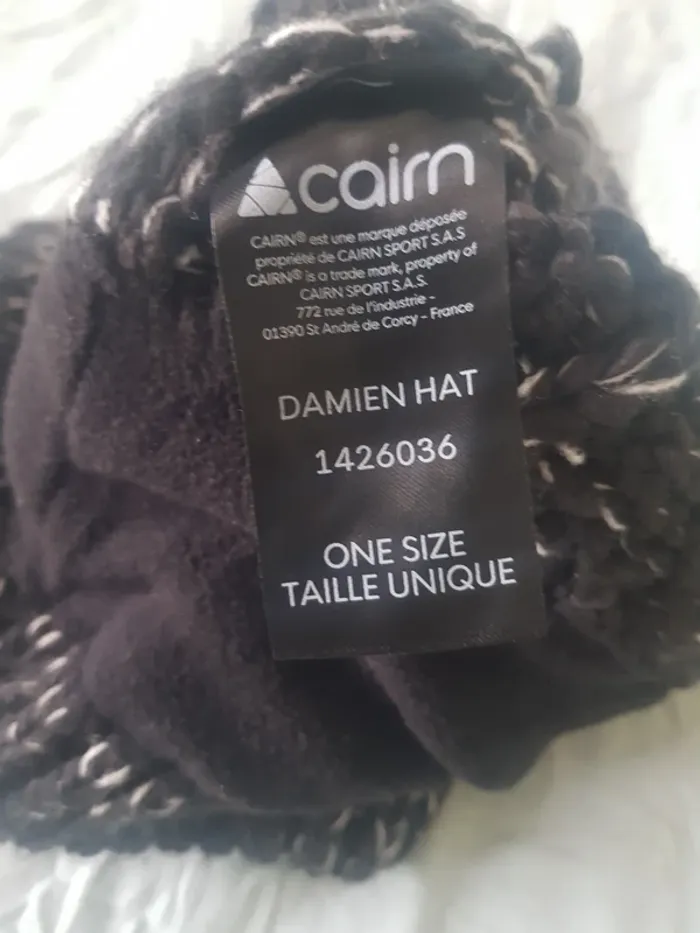 cairn
CAIRN® est une marque déposée
propriété de CAIRN SPORT S.A.S
CAIRN® is a trade mark, property of
CAIRN SPORT S.A.S.
772 rue de l'industrie -
01390 St André de Corcy - France
DAMIEN HAT
1426036
ONE SIZE
TAILLE UNIQUE